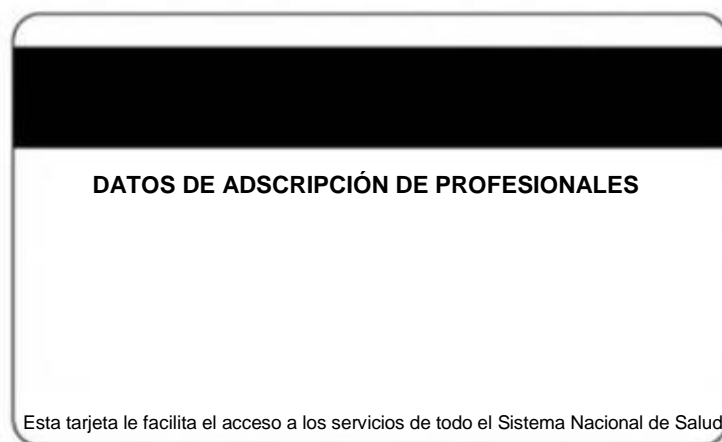 DATOS DE ADSCRIPCIÓN DE PROFESIONALES
Esta tarjeta le facilita el acceso a los servicios de todo el Sistema Nacional de Salud